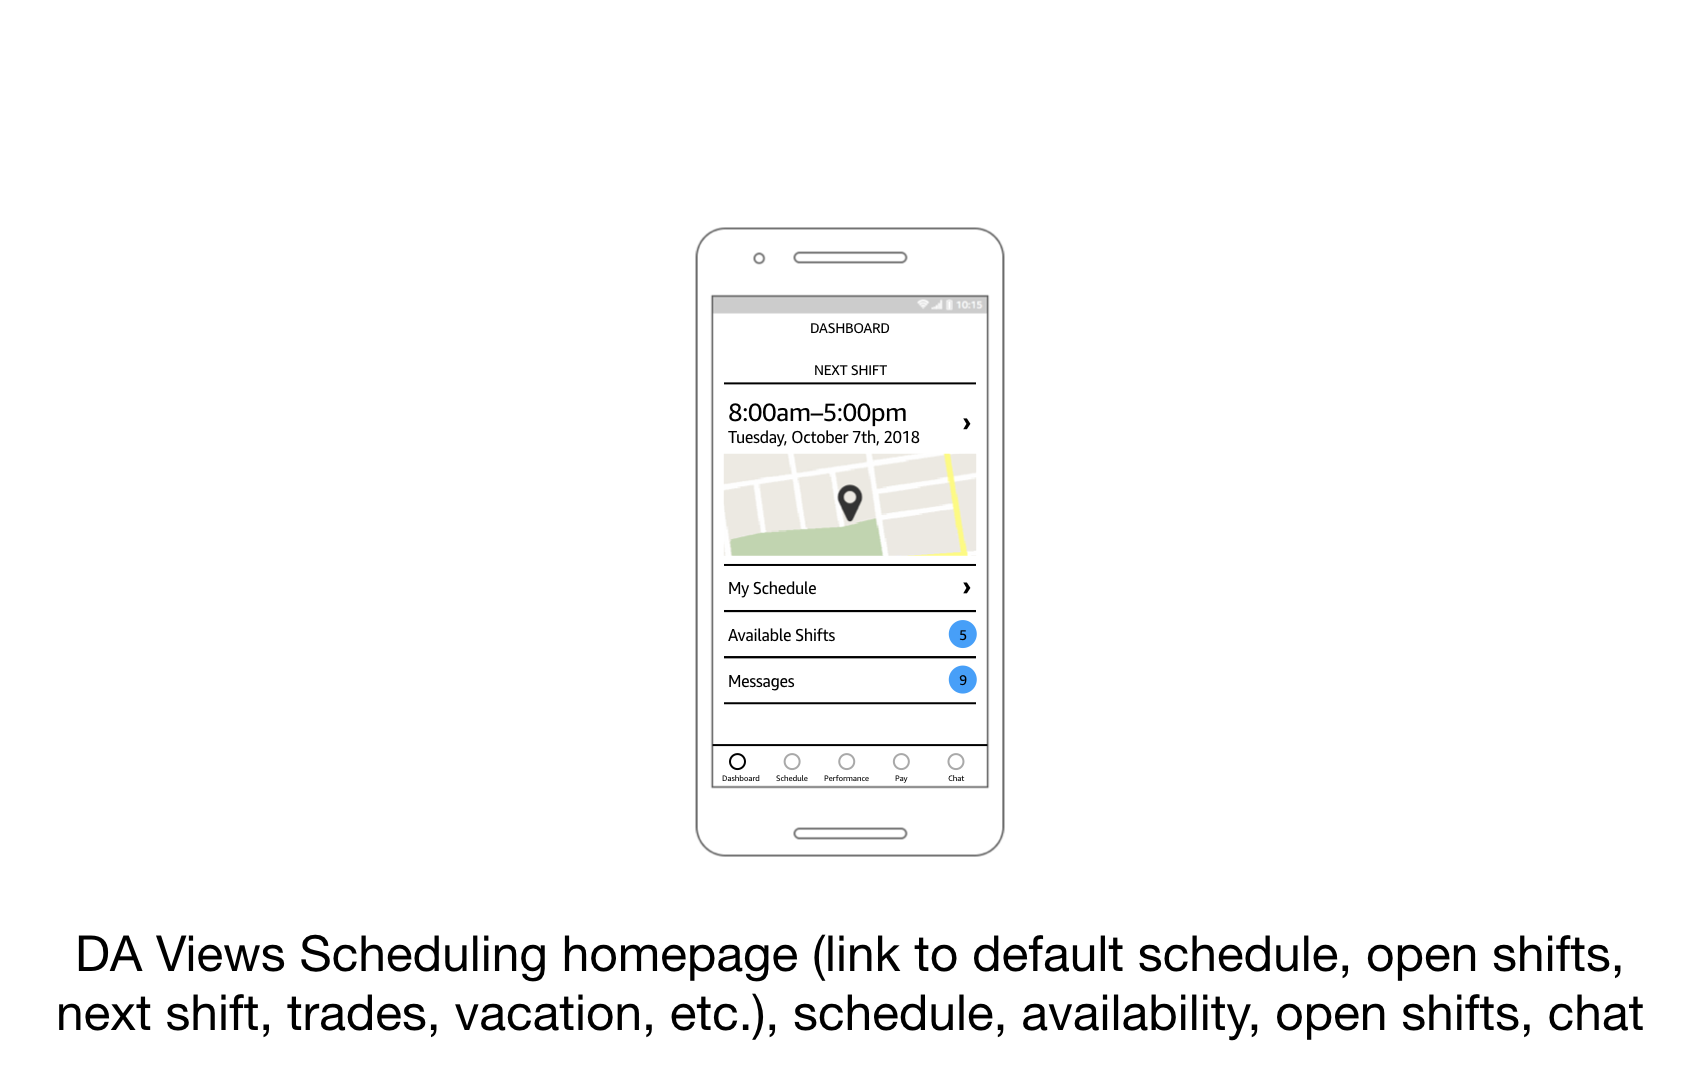 10:15
DASHBOARD
NEXT SHIFT
8:00am–5:00pm
Tuesday, October 7th, 2018
My Schedule
Available Shifts 5
Messages 9
Dashboard Schedule Performance Pay Chat
DA Views Scheduling homepage (link to default schedule, open shifts,
next shift, trades, vacation, etc.), schedule, availability, open shifts, chat